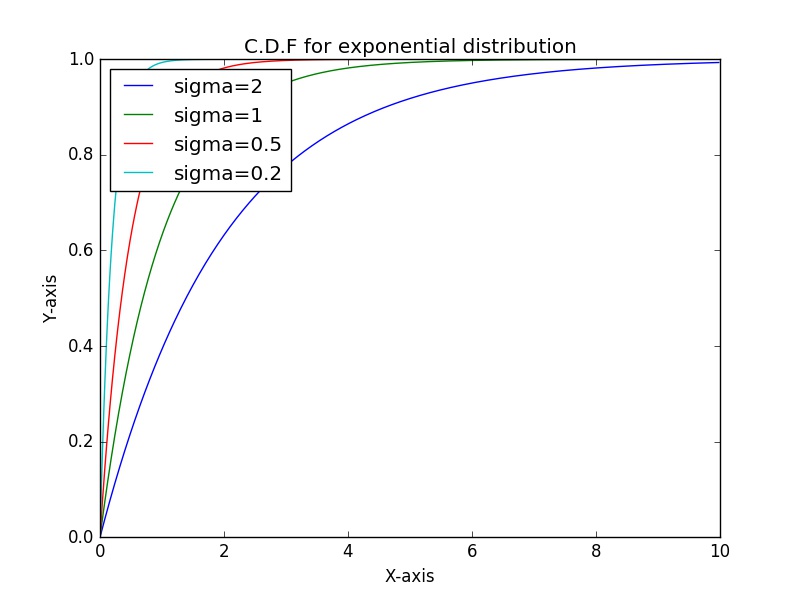 C.D.F for exponential distribution
1.0
sigma=2
sigma=1
sigma=0.5
sigma=0.2
0.8
0.6
Y-axis
0.4
0.2
0.0
0 2 4 6 8 10
X-axis